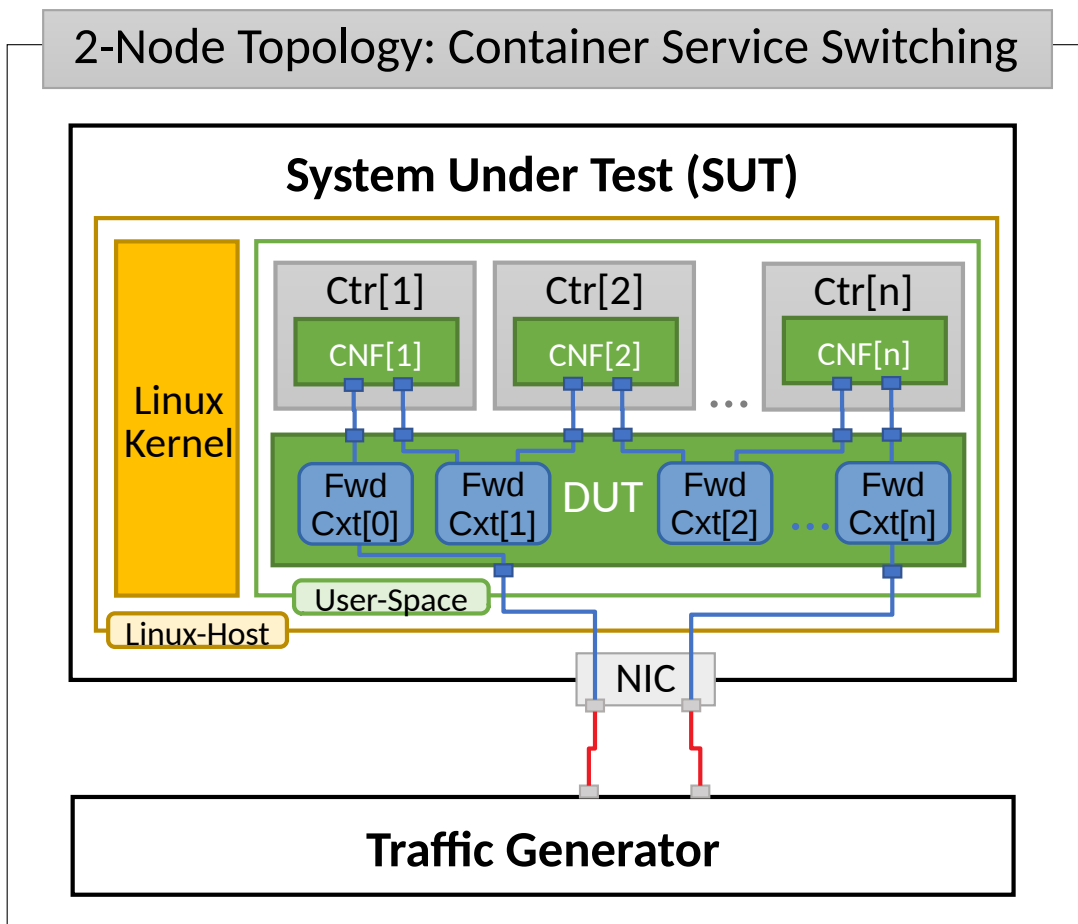 2-Node Topology: Container Service Switching
System Under Test (SUT)
Ctr[1]
Ctr[2]
Ctr[n]
CNF[1]
CNF[2]
CNF[n]
...
Linux
Kernel
Fwd
Cxt[0]
Fwd
Cxt[1]
DUT
Fwd
Cxt[2]
...
Fwd
Cxt[n]
User-Space
Linux-Host
NIC
Traffic Generator